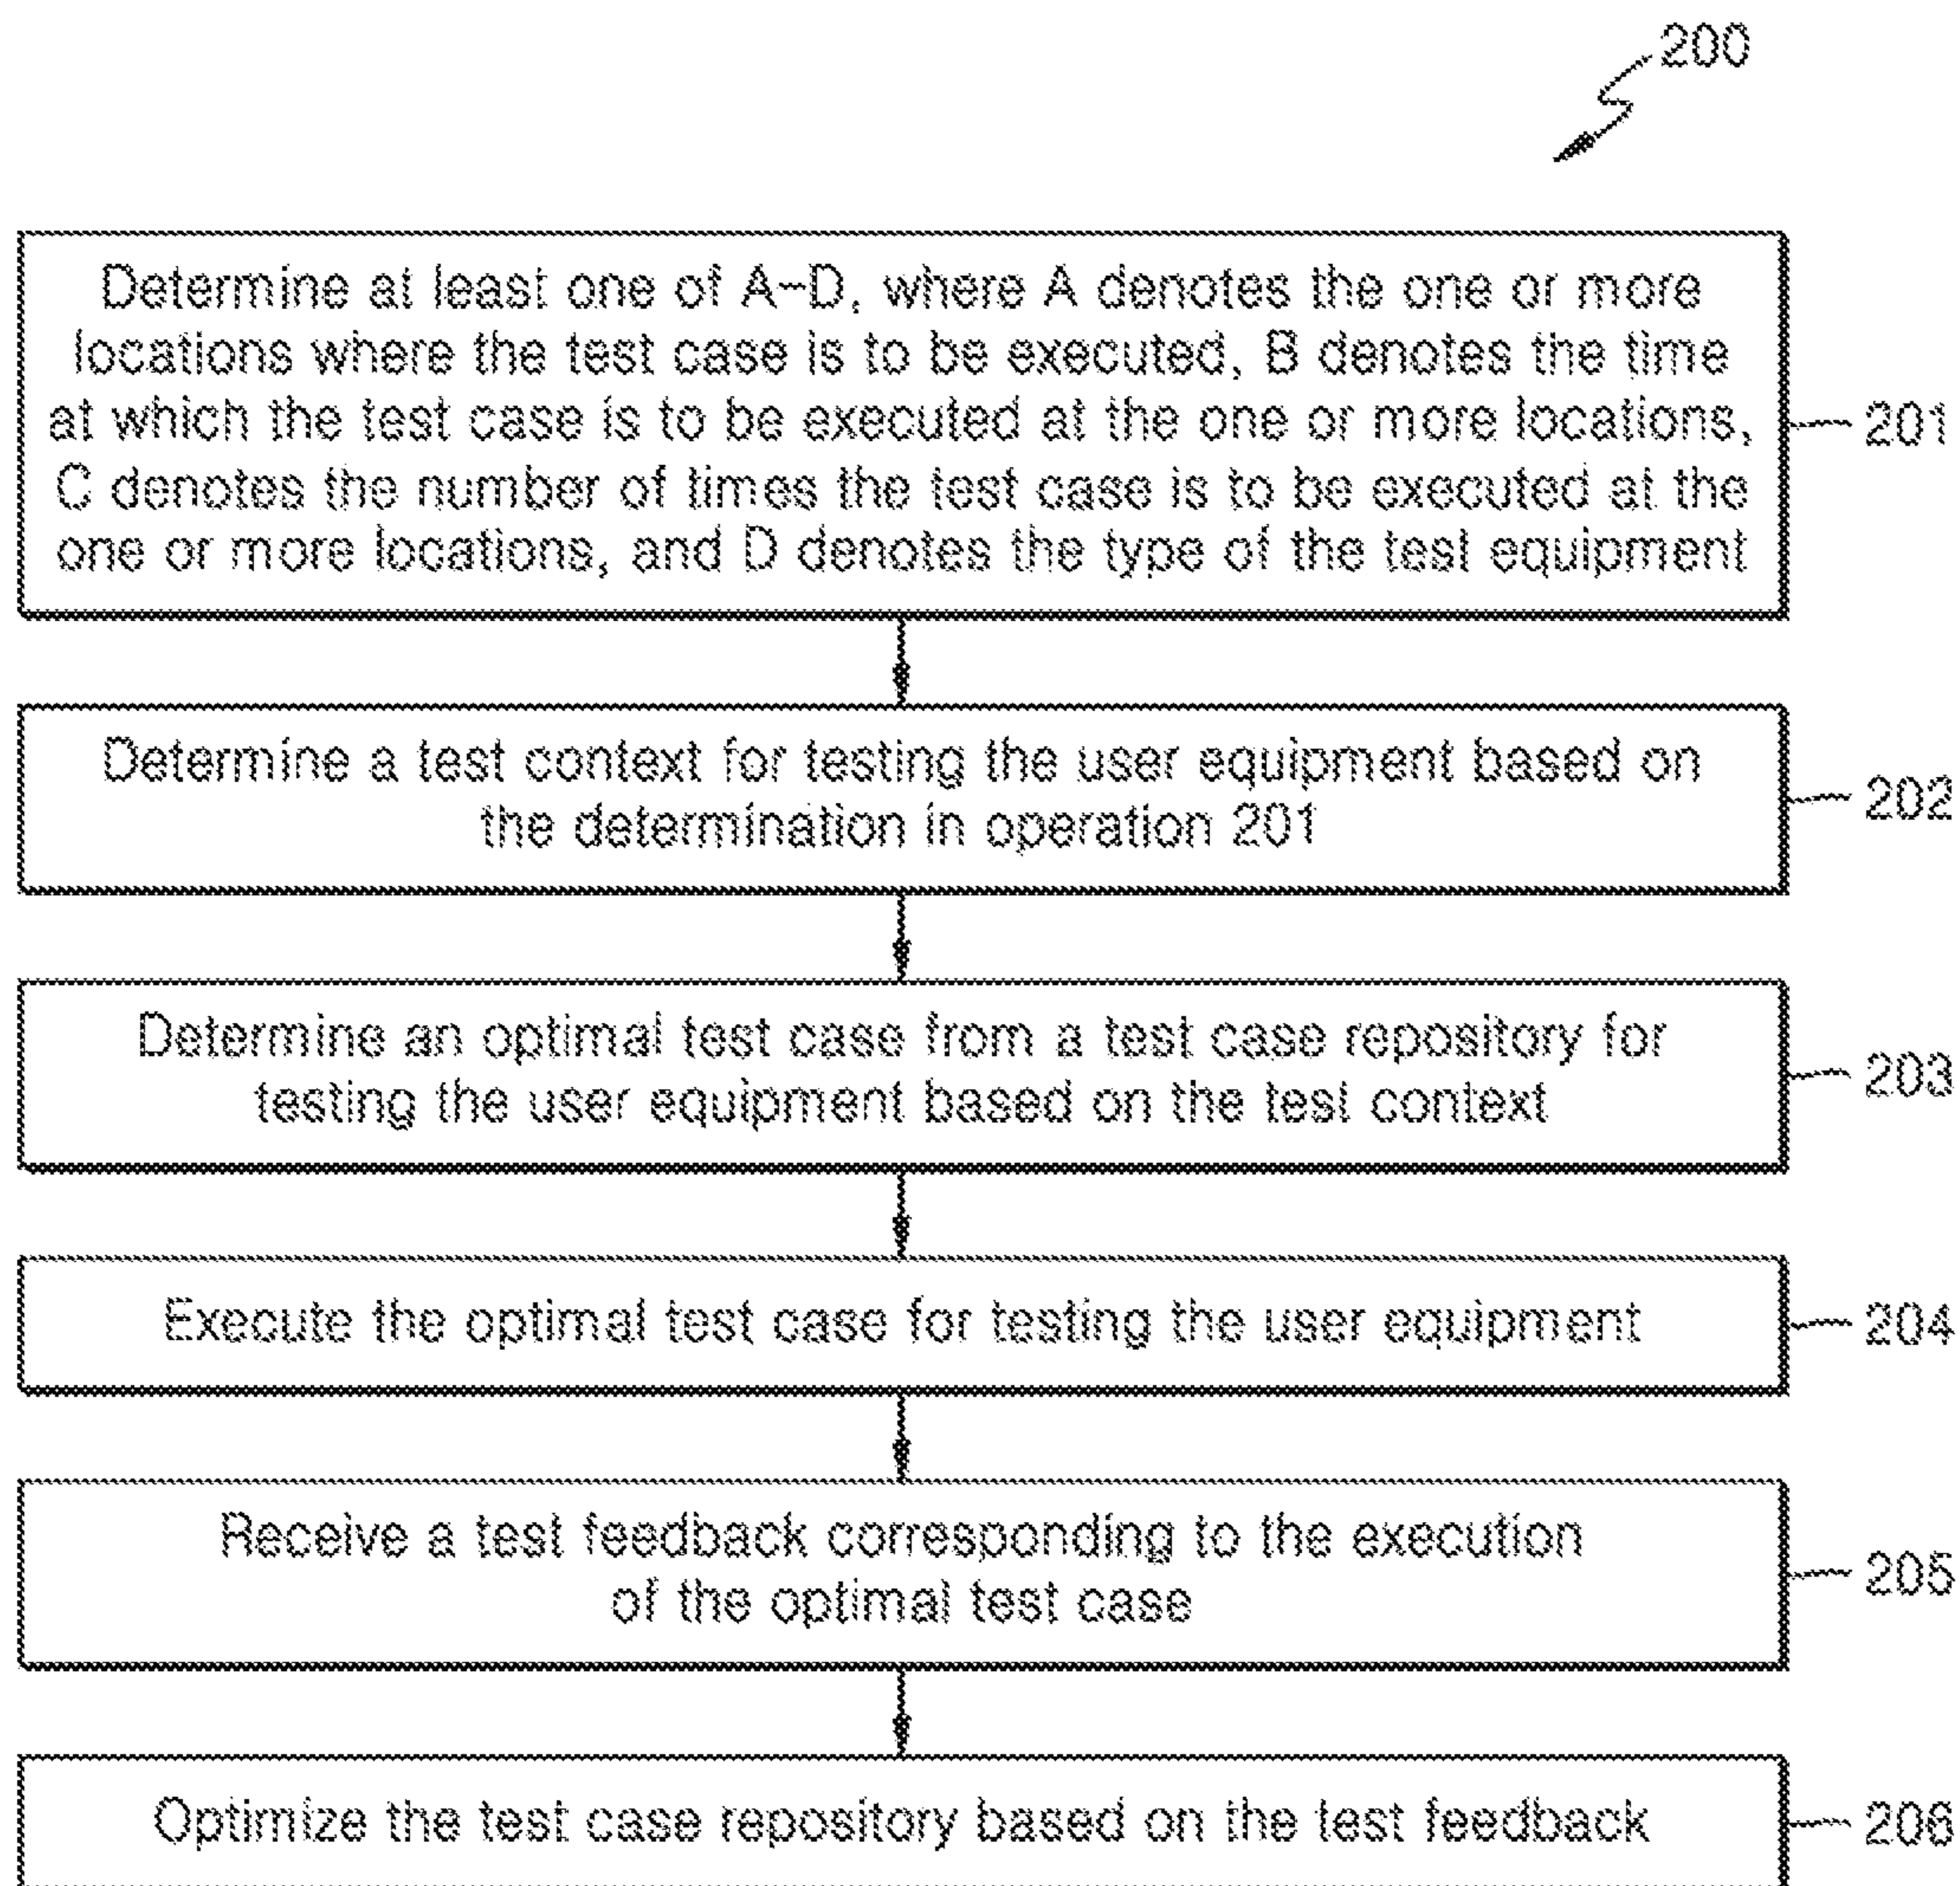 200
Determine at least one of A-D, where A denotes the one or more
locations where the test case is to be executed, B denotes the time
at which the test case is to be executed at the one or more locations,
C denotes the number of times the test case is to be executed at the
one or more locations, and D denotes the type of the test equipment
201
Determine a test context for testing the user equipment based on
the determination in operation 201
202
Determine an optimal test case from a test case repository for
testing the user equipment based on the test context
203
Execute the optimal test case for testing the user equipment
204
Receive a test feedback corresponding to the execution
of the optimal test case
205
Optimize the test case repository based on the test feedback
206